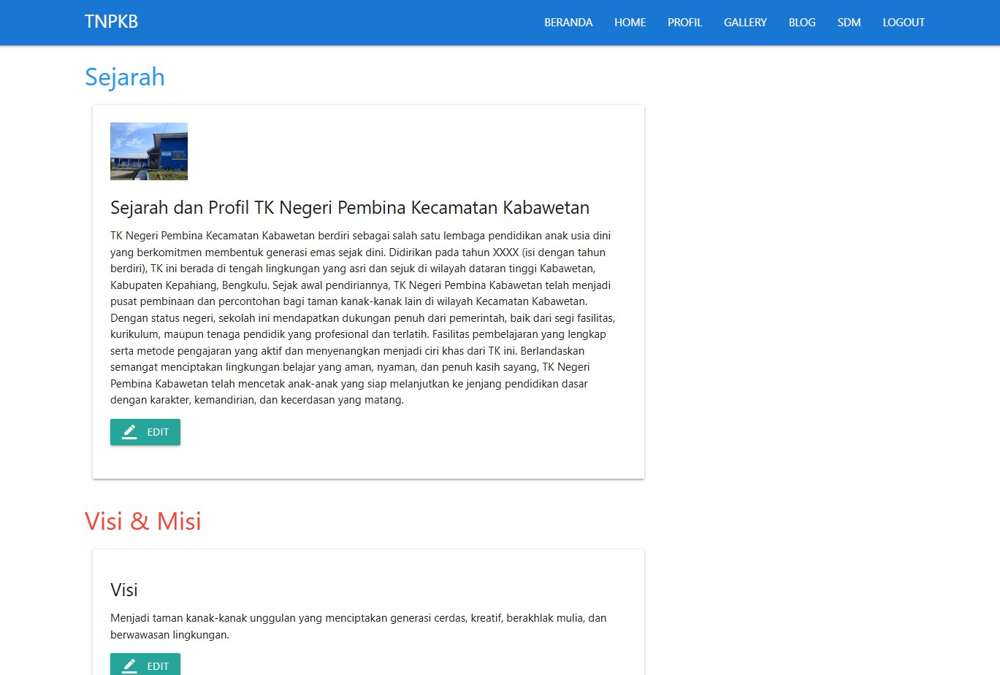 TNPKB
BERANDA HOME PROFIL GALLERY BLOG SDM LOGOUT
Sejarah
Sejarah dan Profil TK Negeri Pembina Kecamatan Kabawetan
TK Negeri Pembina Kecamatan Kabawetan berdiri sebagai salah satu lembaga pendidikan anak usia dini
yang berkomitmen membentuk generasi emas sejak dini. Didirikan pada tahun XXXX (isi dengan tahun
berdiri), TK ini berada di tengah lingkungan yang asri dan sejuk di wilayah dataran tinggi Kabawetan,
Kabupaten Kepahiang, Bengkulu. Sejak awal pendiriannya, TK Negeri Pembina Kabawetan telah menjadi
pusat pembinaan dan percontohan bagi taman kanak-kanak lain di wilayah Kecamatan Kabawetan.
Dengan status negeri, sekolah ini mendapatkan dukungan penuh dari pemerintah, baik dari segi fasilitas,
kurikulum, maupun tenaga pendidik yang profesional dan terlatih. Fasilitas pembelajaran yang lengkap
serta metode pengajaran yang aktif dan menyenangkan menjadi ciri khas dari TK ini. Berlandaskan
semangat menciptakan lingkungan belajar yang aman, nyaman, dan penuh kasih sayang, TK Negeri
Pembina Kabawetan telah mencetak anak-anak yang siap melanjutkan ke jenjang pendidikan dasar
dengan karakter, kemandirian, dan kecerdasan yang matang.
EDIT
Visi & Misi
Visi
Menjadi taman kanak-kanak unggulan yang menciptakan generasi cerdas, kreatif, berakhlak mulia, dan
berwawasan lingkungan.
EDIT